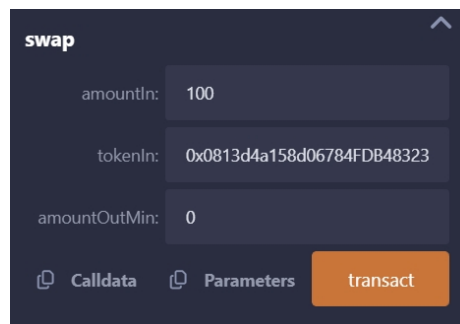 swap
amountIn: 100
tokenIn: 0x0813d4a158d06784FDB48323
amountOutMin: 0
Calldata Parameters transact